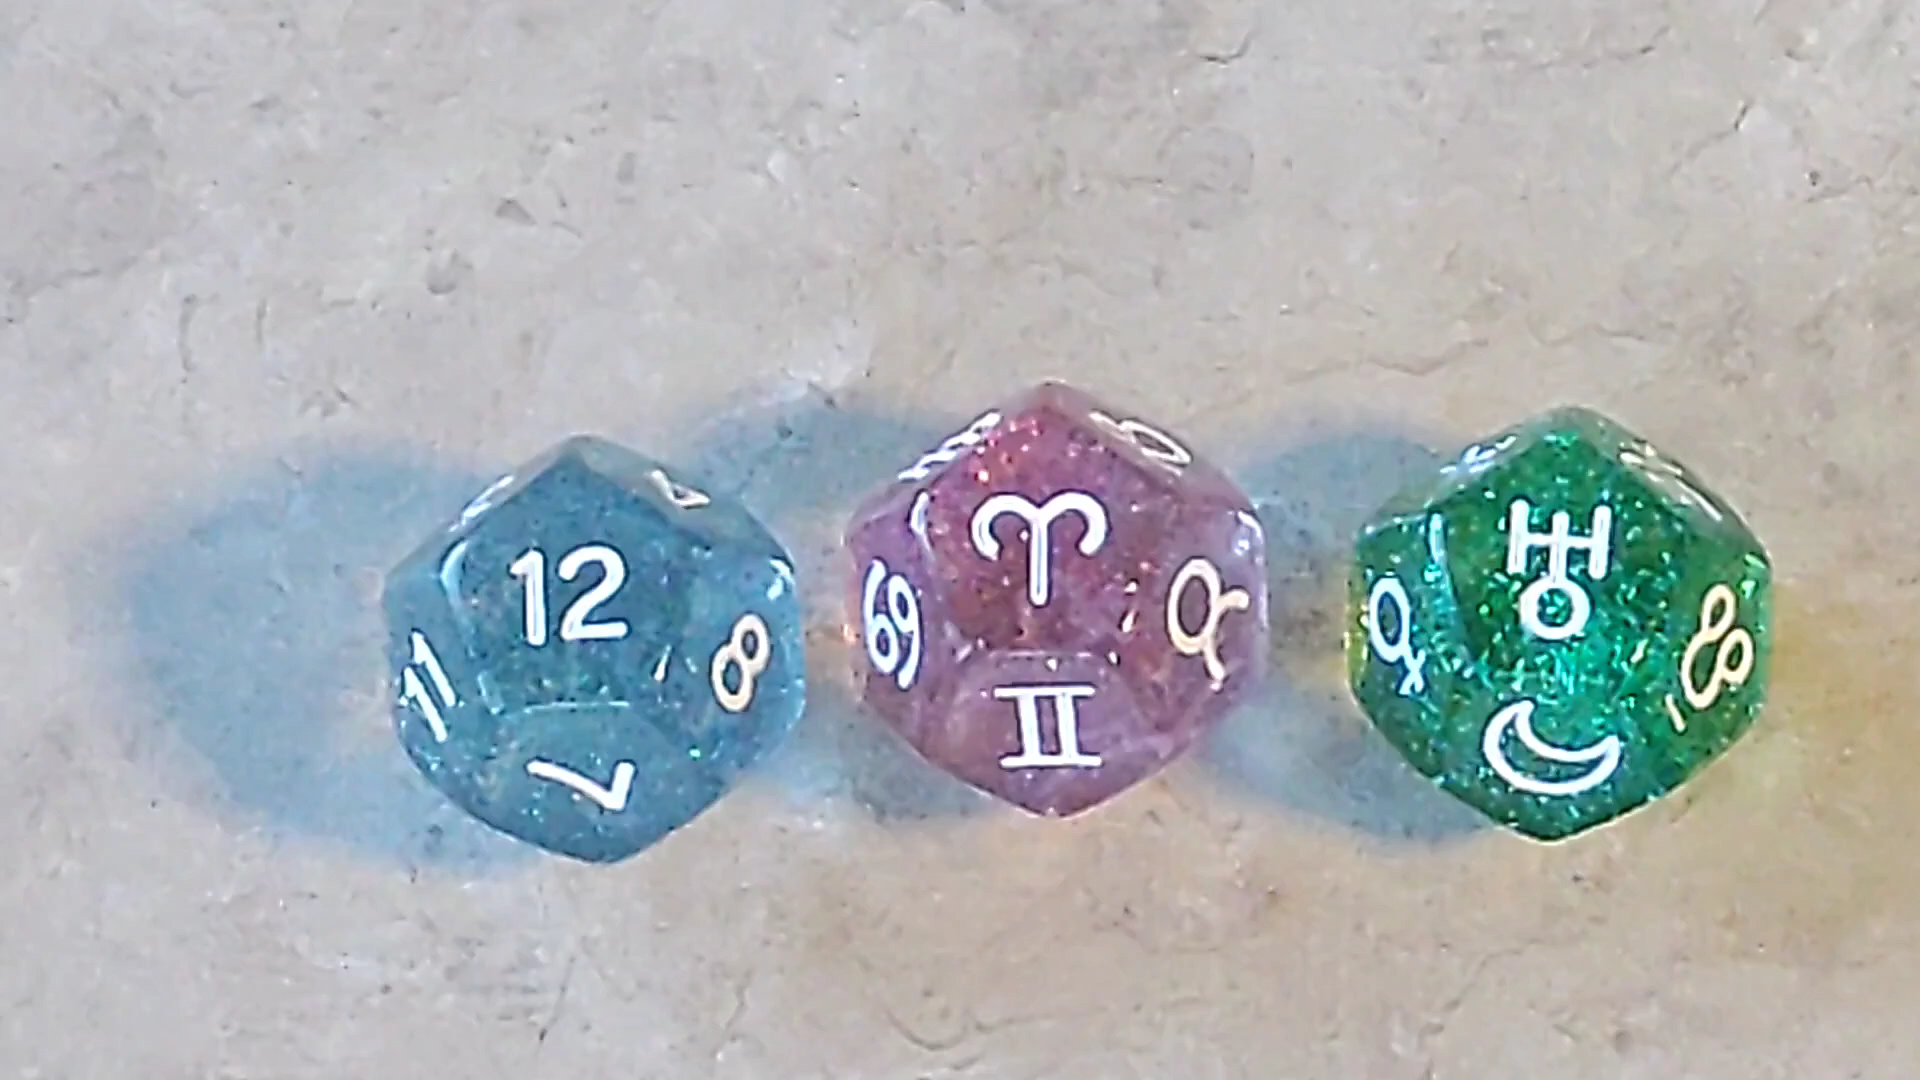 12 ♈ ♅
11 8 ♋ ♉ ♀
7 ♊ ☽